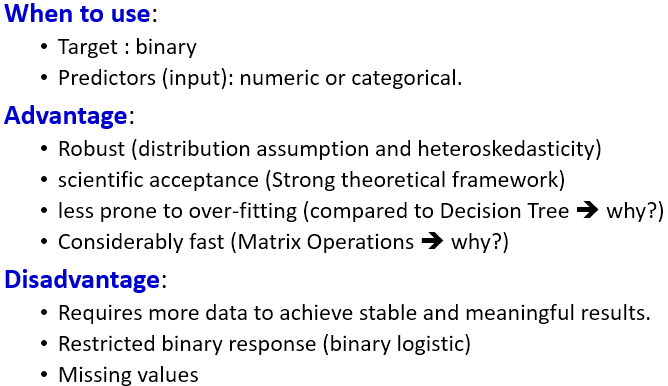 When to use:
• Target : binary
• Predictors (input): numeric or categorical.
Advantage:
• Robust (distribution assumption and heteroskedasticity)
• scientific acceptance (Strong theoretical framework)
• less prone to over-fitting (compared to Decision Tree ➔ why?)
• Considerably fast (Matrix Operations ➔ why?)
Disadvantage:
• Requires more data to achieve stable and meaningful results.
• Restricted binary response (binary logistic)
• Missing values